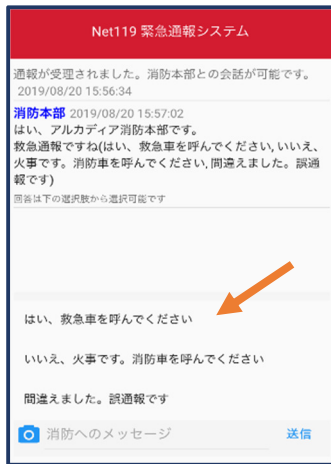 Net119 緊急通報システム
通報が受理されました。消防本部との会話が可能です。
2019/08/20 15:56:34
消防本部 2019/08/20 15:57:02
はい、アルカディア消防本部です。
救急通報ですね(はい、救急車を呼んでください, いいえ、
火事です。消防車を呼んでください, 間違えました。誤通
報です)
回答は下の選択肢から選択可能です
はい、救急車を呼んでください
いいえ、火事です。消防車を呼んでください
間違えました。誤通報です
消防へのメッセージ 送信